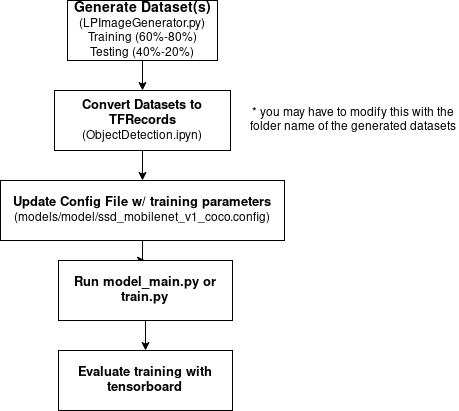 Generate Dataset(s)
(LPImageGenerator.py)
Training (60%-80%)
Testing (40%-20%)
Convert Datasets to
TFRecords
(ObjectDetection.ipyn)
* you may have to modify this with the
folder name of the generated datasets
Update Config File w/ training parameters
(models/model/ssd_mobilenet_v1_coco.config)
Run model_main.py or
train.py
Evaluate training with
tensorboard